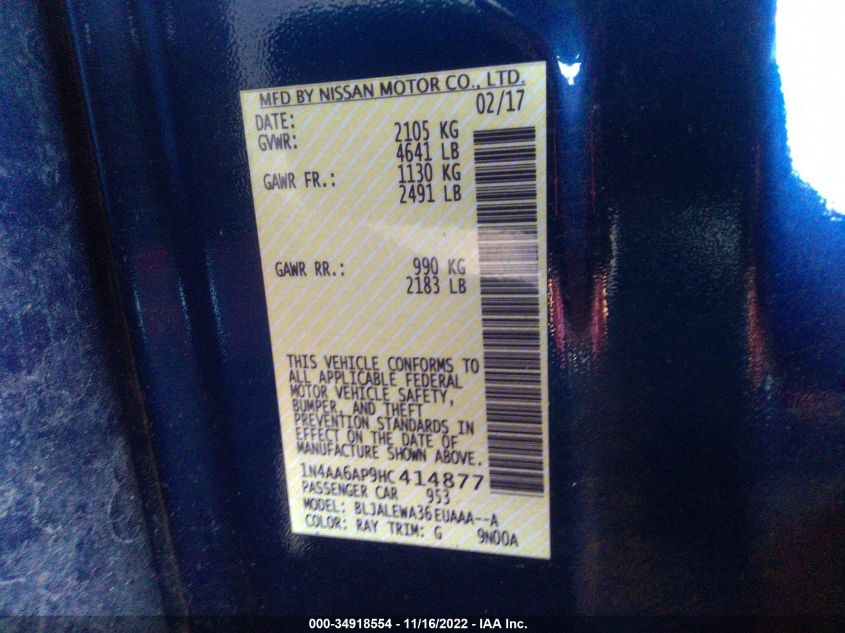 MFD BY NISSAN MOTOR CO., LTD.
DATE: 02/17
GVWR: 2105 KG
4641 LB
GAWR FR.: 1130 KG
2491 LB
GAWR RR.: 990 KG
2183 LB
THIS VEHICLE CONFORMS TO
ALL APPLICABLE FEDERAL
MOTOR VEHICLE SAFETY,
BUMPER, AND THEFT
PREVENTION STANDARDS IN
EFFECT ON THE DATE OF
MANUFACTURE SHOWN ABOVE.
1N4AA6AP9HC414877
PASSENGER CAR 953
MODEL: BLJALEWA36EUAAA--A
COLOR: RAY TRIM: G 9N00A
000-34918554 - 11/16/2022 - IAA Inc.